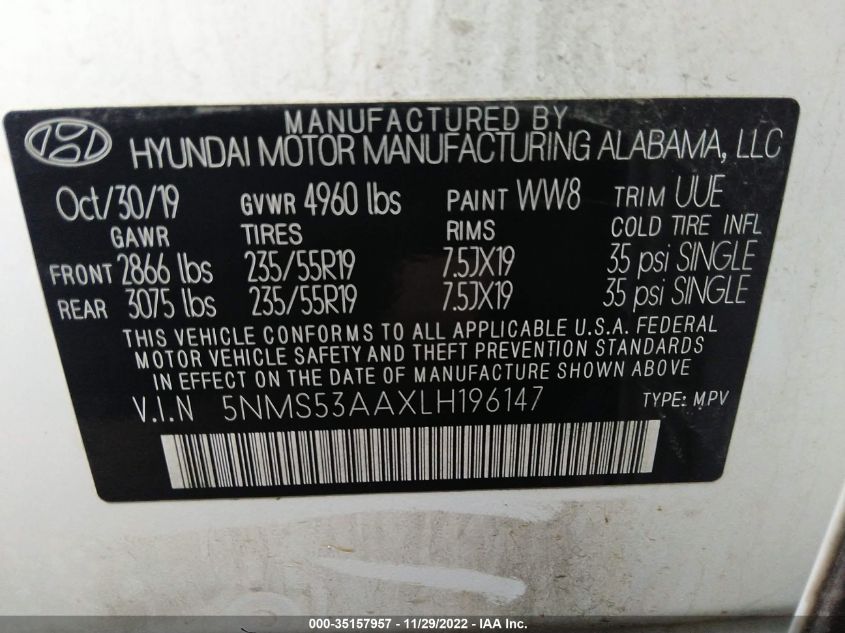 MANUFACTURED BY
HYUNDAI MOTOR MANUFACTURING ALABAMA, LLC
Oct/30/19 GVWR 4960 lbs PAINT WW8 TRIM UUE
GAWR TIRES RIMS COLD TIRE INFL
FRONT 2866 lbs 235/55R19 7.5JX19 35 psi SINGLE
REAR 3075 lbs 235/55R19 7.5JX19 35 psi SINGLE
THIS VEHICLE CONFORMS TO ALL APPLICABLE U.S.A. FEDERAL
MOTOR VEHICLE SAFETY AND THEFT PREVENTION STANDARDS
IN EFFECT ON THE DATE OF MANUFACTURE SHOWN ABOVE
V.I.N 5NMS53AAXLH196147 TYPE: MPV
000-35157957 - 11/29/2022 - IAA Inc.